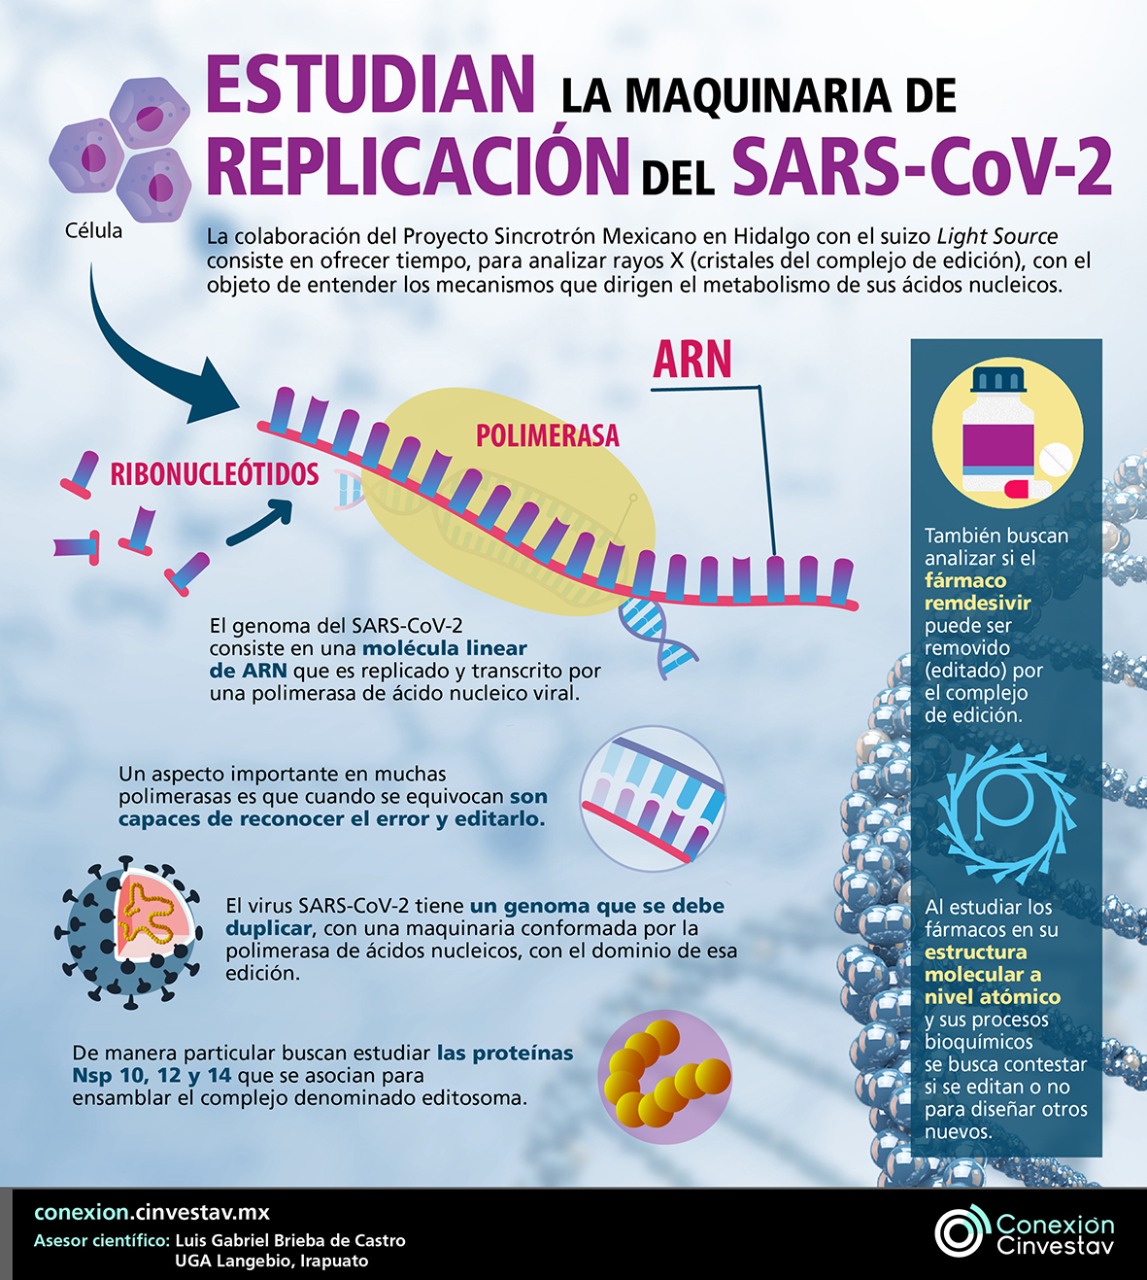 ESTUDIAN LA MAQUINARIA DE
REPLICACIÓN DEL SARS-CoV-2
Célula
La colaboración del Proyecto Sincrotrón Mexicano en Hidalgo con el suizo Light Source
consiste en ofrecer tiempo, para analizar rayos X (cristales del complejo de edición), con el
objeto de entender los mecanismos que dirigen el metabolismo de sus ácidos nucleicos.
ARN
POLIMERASA
RIBONUCLEÓTIDOS
El genoma del SARS-CoV-2
consiste en una molécula linear
de ARN que es replicado y transcrito por
una polimerasa de ácido nucleico viral.
Un aspecto importante en muchas
polimerasas es que cuando se equivocan son
capaces de reconocer el error y editarlo.
El virus SARS-CoV-2 tiene un genoma que se debe
duplicar, con una maquinaria conformada por la
polimerasa de ácidos nucleicos, con el dominio de esa
edición.
De manera particular buscan estudiar las proteínas
Nsp 10, 12 y 14 que se asocian para
ensamblar el complejo denominado editosoma.
También buscan
analizar si el
fármaco
remdesivir
puede ser
removido
(editado) por
el complejo
de edición.
Al estudiar los
fármacos en su
estructura
molecular a
nivel atómico
y sus procesos
bioquímicos
se busca contestar
si se editan o no
para diseñar otros
nuevos.
conexion.cinvestav.mx
Asesor científico: Luis Gabriel Brieba de Castro
UGA Langebio, Irapuato
Conexión
Cinvestav